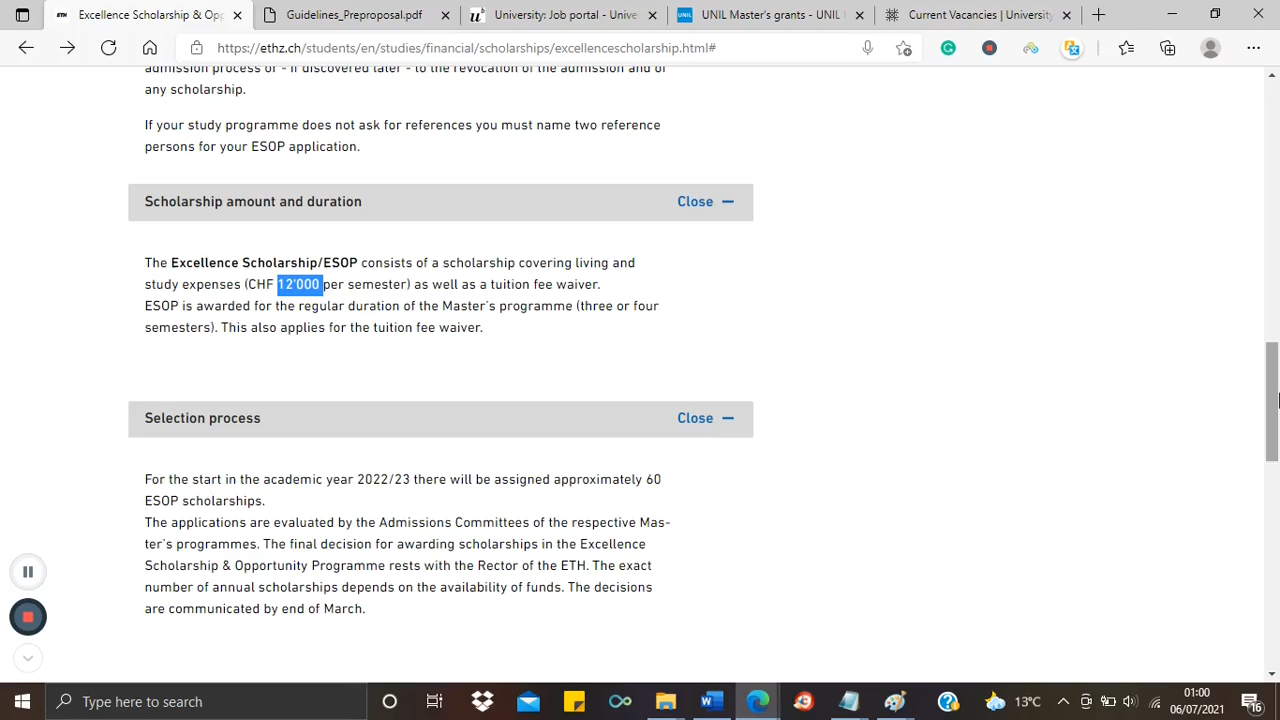 Excellence Scholarship & Opp
Guidelines_Preproposal.pdf
University: Job portal - Unive
UNIL Master's grants - UNIL
Current Vacancies | University
https://ethz.ch/students/en/studies/financial/scholarships/excellencescholarship.html#
admission process or - if discovered later - to the revocation of the admission and of
any scholarship.
If your study programme does not ask for references you must name two reference
persons for your ESOP application.
Scholarship amount and duration
Close
The Excellence Scholarship/ESOP consists of a scholarship covering living and
study expenses (CHF 12'000 per semester) as well as a tuition fee waiver.
ESOP is awarded for the regular duration of the Master's programme (three or four
semesters). This also applies for the tuition fee waiver.
Selection process
Close
For the start in the academic year 2022/23 there will be assigned approximately 60
ESOP scholarships.
The applications are evaluated by the Admissions Committees of the respective Mas-
ter's programmes. The final decision for awarding scholarships in the Excellence
Scholarship & Opportunity Programme rests with the Rector of the ETH. The exact
number of annual scholarships depends on the availability of funds. The decisions
are communicated by end of March.
Type here to search
13°C
01:00
06/07/2021
16